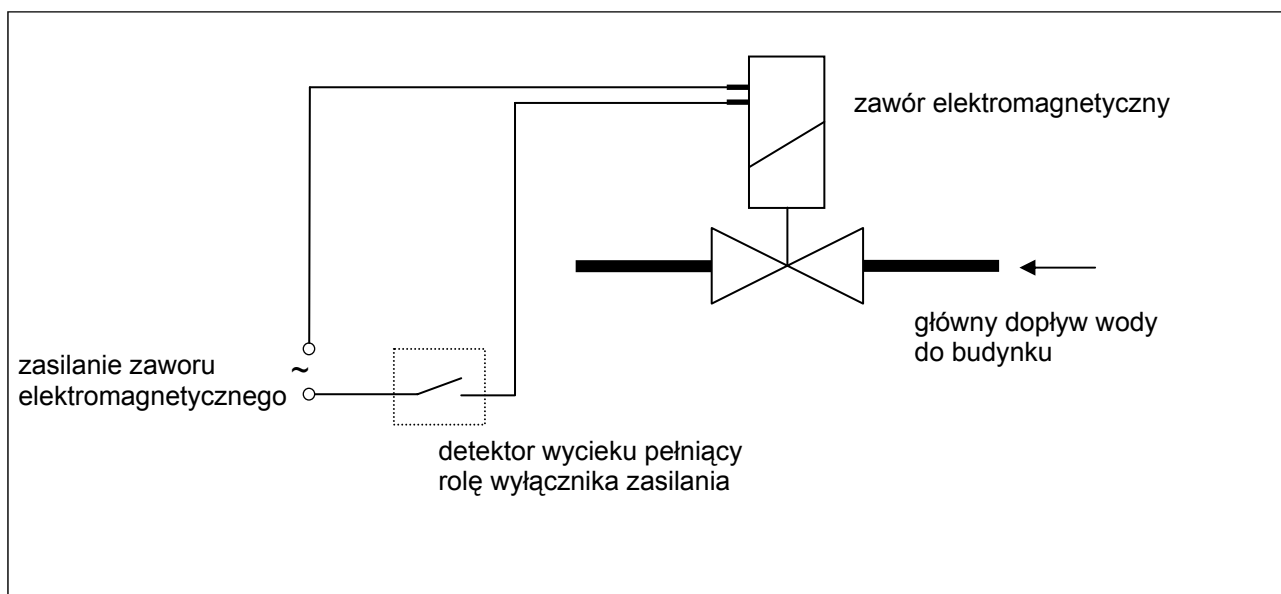 zawór elektromagnetyczny
główny dopływ wody
do budynku
zasilanie zaworu
elektromagnetycznego
~
detektor wycieku pełniący
rolę wyłącznika zasilania